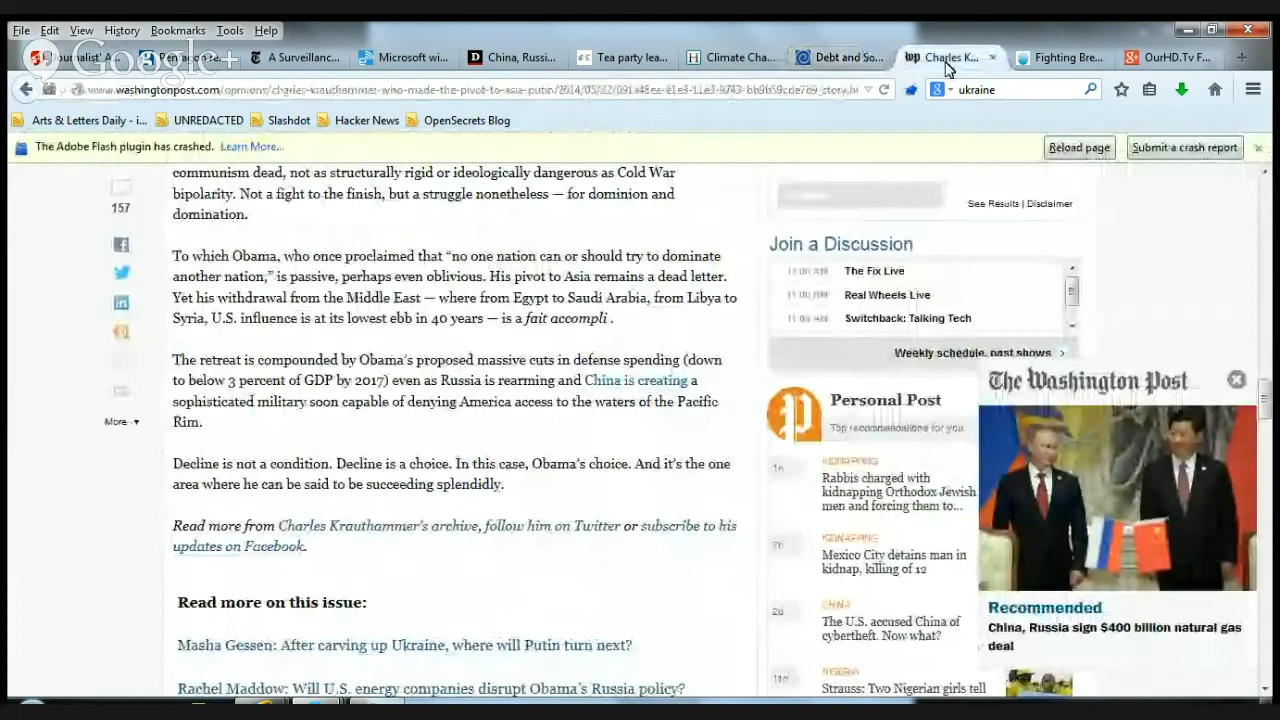 File Edit View History Bookmarks Tools Help
Google+
Journalist' A... Pentagon re... A Surveillanc... Microsoft wi... China, Russi... Tea party lea... Climate Cha... Debt and So... Charles K... Fighting Bre... OurHD.Tv F...
ukraine
Arts & Letters Daily - i... UNREDACTED Slashdot Hacker News OpenSecrets Blog
The Adobe Flash plugin has crashed. Learn More... Reload page Submit a crash report
communism dead, not as structurally rigid or ideologically dangerous as Cold War
bipolarity. Not a fight to the finish, but a struggle nonetheless — for dominion and
domination.
157
To which Obama, who once proclaimed that “no one nation can or should try to dominate
another nation,” is passive, perhaps even oblivious. His pivot to Asia remains a dead letter.
Yet his withdrawal from the Middle East — where from Egypt to Saudi Arabia, from Libya to
Syria, U.S. influence is at its lowest ebb in 40 years — is a fait accompli .
The retreat is compounded by Obama’s proposed massive cuts in defense spending (down
to below 3 percent of GDP by 2017) even as Russia is rearming and China is creating a
sophisticated military soon capable of denying America access to the waters of the Pacific
Rim.
More
Decline is not a condition. Decline is a choice. In this case, Obama’s choice. And it’s the one
area where he can be said to be succeeding splendidly.
Read more from Charles Krauthammer’s archive, follow him on Twitter or subscribe to his
updates on Facebook.
Read more on this issue:
Masha Gessen: After carving up Ukraine, where will Putin turn next?
Rachel Maddow: Will U.S. energy companies disrupt Obama’s Russia policy?
See Results | Disclaimer
Join a Discussion
The Fix Live
Real Wheels Live
Switchback: Talking Tech
Weekly schedule, past shows
Personal Post
Top recommendations for you
KIDNAPPING
Rabbis charged with
kidnapping Orthodox Jewish
men and forcing them to...
KIDNAPPING
Mexico City detains man in
kidnap, killing of 12
CHINA
The U.S. accused China of
cybertheft. Now what?
NIGERIA
Strauss: Two Nigerian girls tell
The Washington Post
Recommended
China, Russia sign $400 billion natural gas
deal